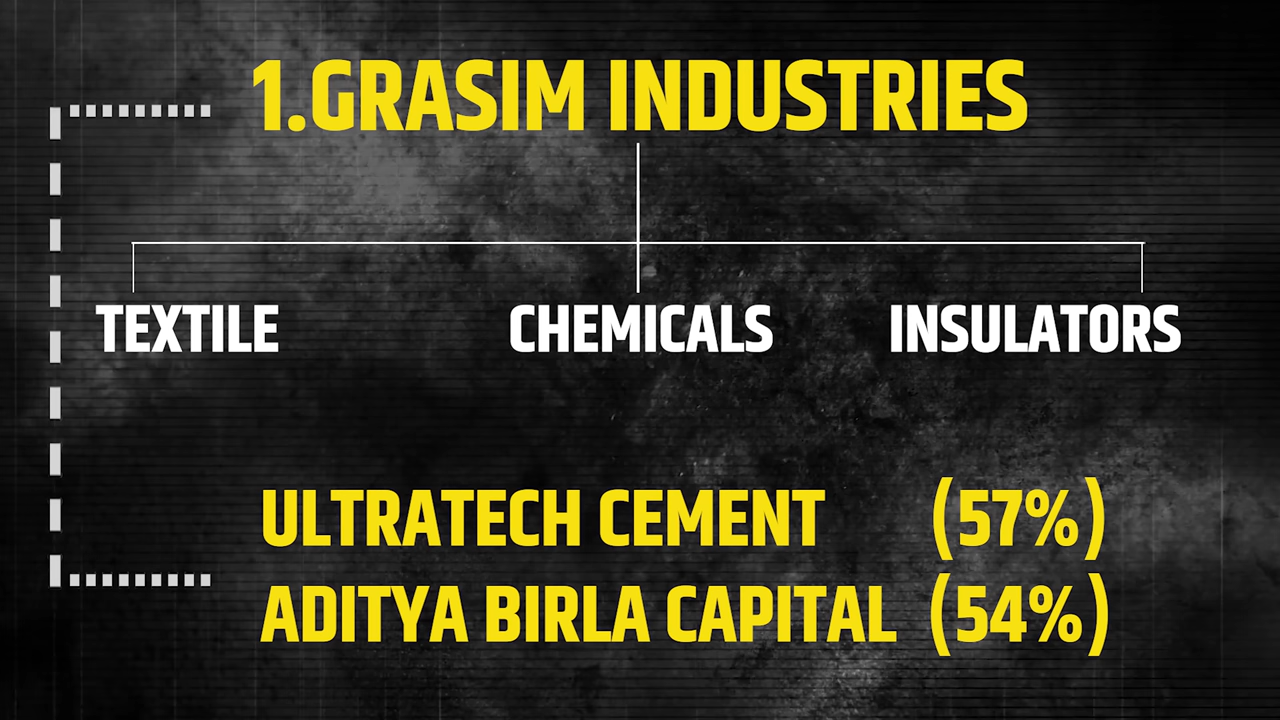 1.GRASIM INDUSTRIES
TEXTILE CHEMICALS INSULATORS
ULTRATECH CEMENT (57%)
ADITYA BIRLA CAPITAL (54%)